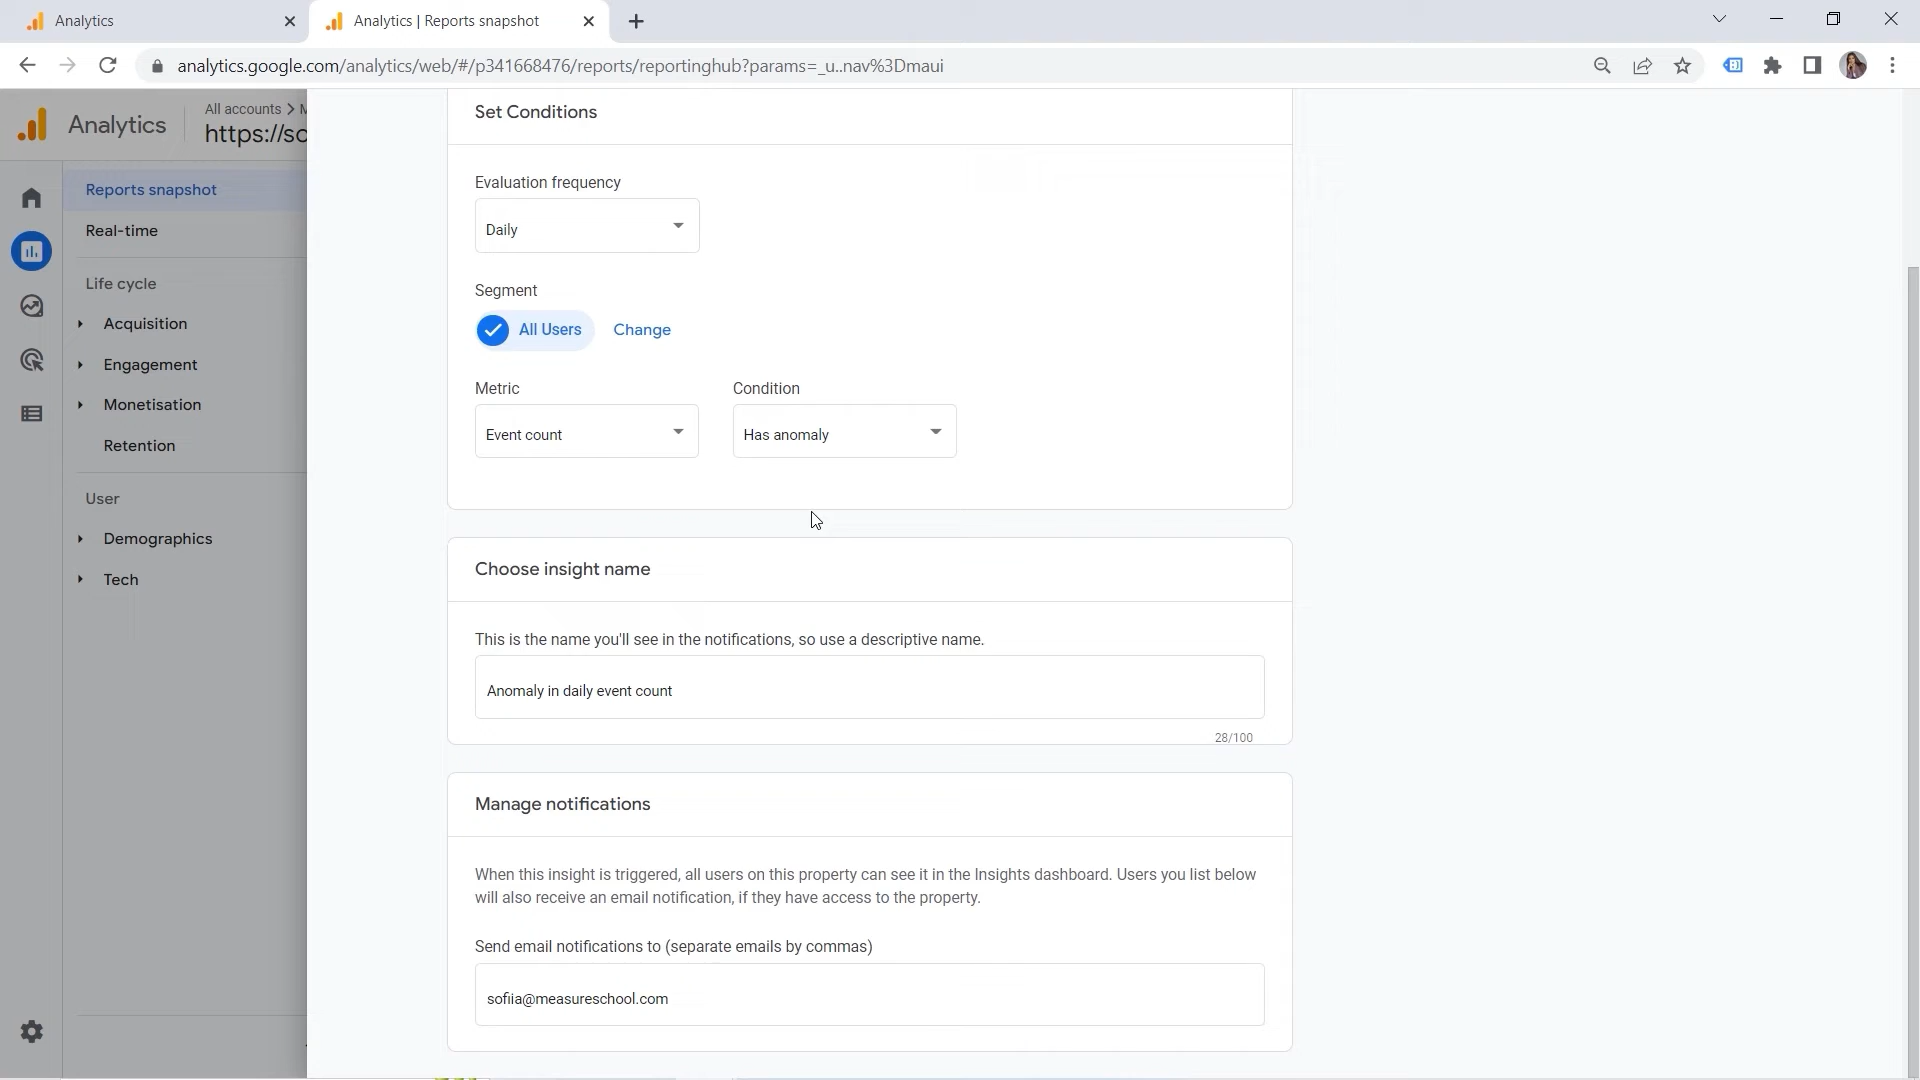 Analytics
Analytics | Reports snapshot
analytics.google.com/analytics/web/#/p341668476/reports/reportinghub?params=_u..nav%3Dmaui
Analytics
All accounts > M
https://sc
Reports snapshot
Real-time
Life cycle
Acquisition
Engagement
Monetisation
Retention
User
Demographics
Tech
Set Conditions
Evaluation frequency
Daily
Segment
All Users Change
Metric Condition
Event count Has anomaly
Choose insight name
This is the name you'll see in the notifications, so use a descriptive name.
Anomaly in daily event count
28/100
Manage notifications
When this insight is triggered, all users on this property can see it in the Insights dashboard. Users you list below
will also receive an email notification, if they have access to the property.
Send email notifications to (separate emails by commas)
sofiia@measureschool.com